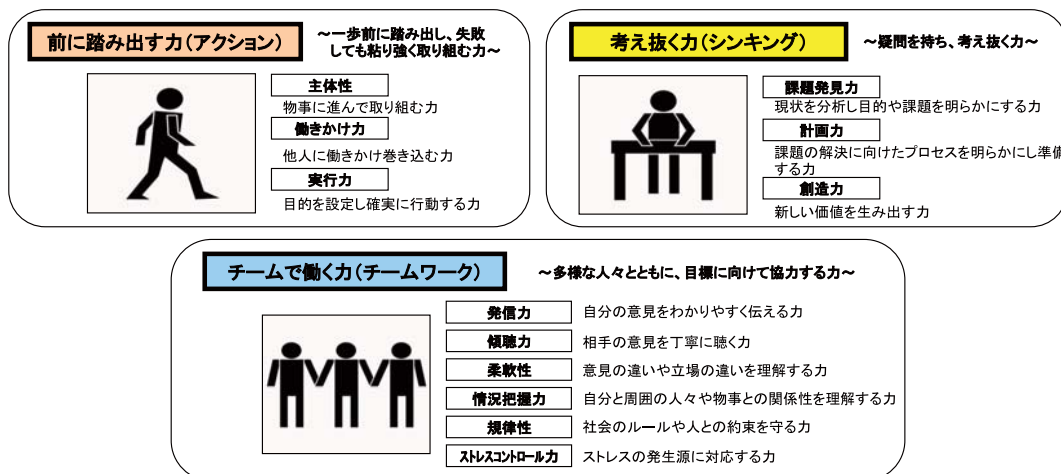 前に踏み出す力(アクション)
～一歩前に踏み出し、失敗
しても粘り強く取り組む力～
主体性
物事に進んで取り組む力
働きかけ力
他人に働きかけ巻き込む力
実行力
目的を設定し確実に行動する力
考え抜く力(シンキング)
～疑問を持ち、考え抜く力～
課題発見力
現状を分析し目的や課題を明らかにする力
計画力
課題の解決に向けたプロセスを明らかにし準備
する力
創造力
新しい価値を生み出す力
チームで働く力(チームワーク)
～多様な人々とともに、目標に向けて協力する力～
発信力 自分の意見をわかりやすく伝える力
傾聴力 相手の意見を丁寧に聴く力
柔軟性 意見の違いや立場の違いを理解する力
情況把握力 自分と周囲の人々や物事との関係性を理解する力
規律性 社会のルールや人との約束を守る力
ストレスコントロール力 ストレスの発生源に対応する力